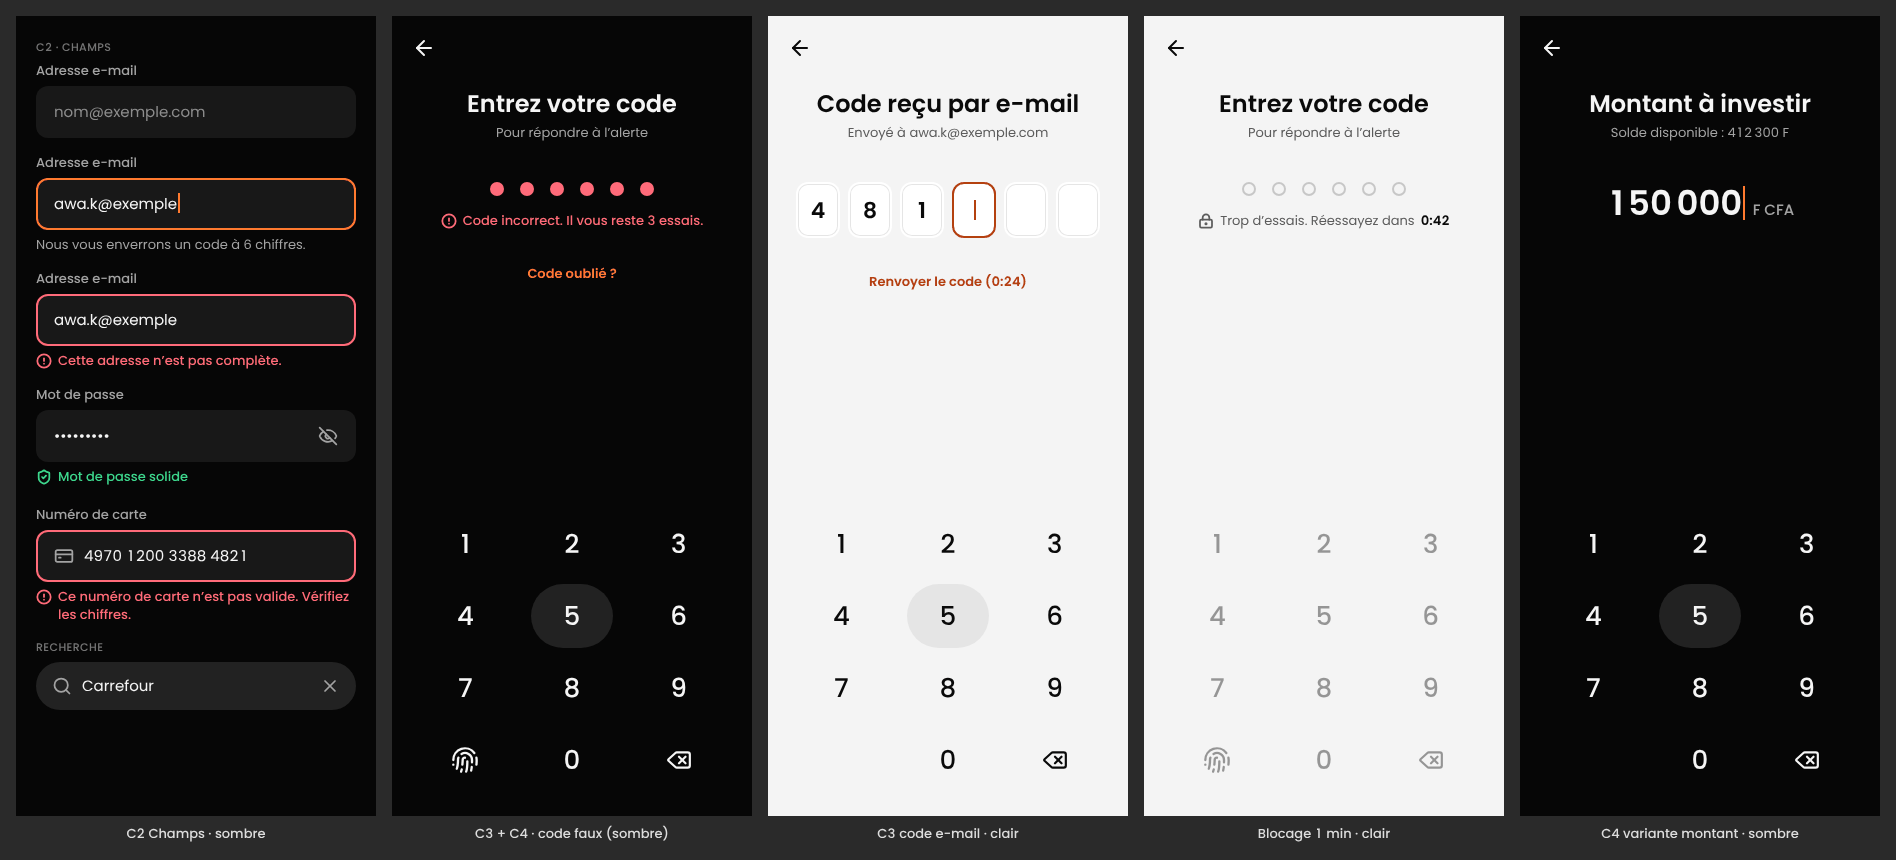 C2 · CHAMPS
Adresse e-mail
nom@exemple.com
Adresse e-mail
awa.k@exemple
Nous vous enverrons un code à 6 chiffres.
Adresse e-mail
awa.k@exemple
Cette adresse n’est pas complète.
Mot de passe
•••••••••
Mot de passe solide
Numéro de carte
4970 1200 3388 4821
Ce numéro de carte n’est pas valide. Vérifiez
les chiffres.
RECHERCHE
Carrefour
C2 Champs · sombre
Entrez votre code
Pour répondre à l’alerte
Code incorrect. Il vous reste 3 essais.
Code oublié ?
1 2 3
4 5 6
7 8 9
0
C3 + C4 · code faux (sombre)
Code reçu par e-mail
Envoyé à awa.k@exemple.com
4 8 1
Renvoyer le code (0:24)
1 2 3
4 5 6
7 8 9
0
C3 code e-mail · clair
Entrez votre code
Pour répondre à l’alerte
Trop d’essais. Réessayez dans 0:42
1 2 3
4 5 6
7 8 9
0
Blocage 1 min · clair
Montant à investir
Solde disponible : 412 300 F
150 000 F CFA
1 2 3
4 5 6
7 8 9
0
C4 variante montant · sombre